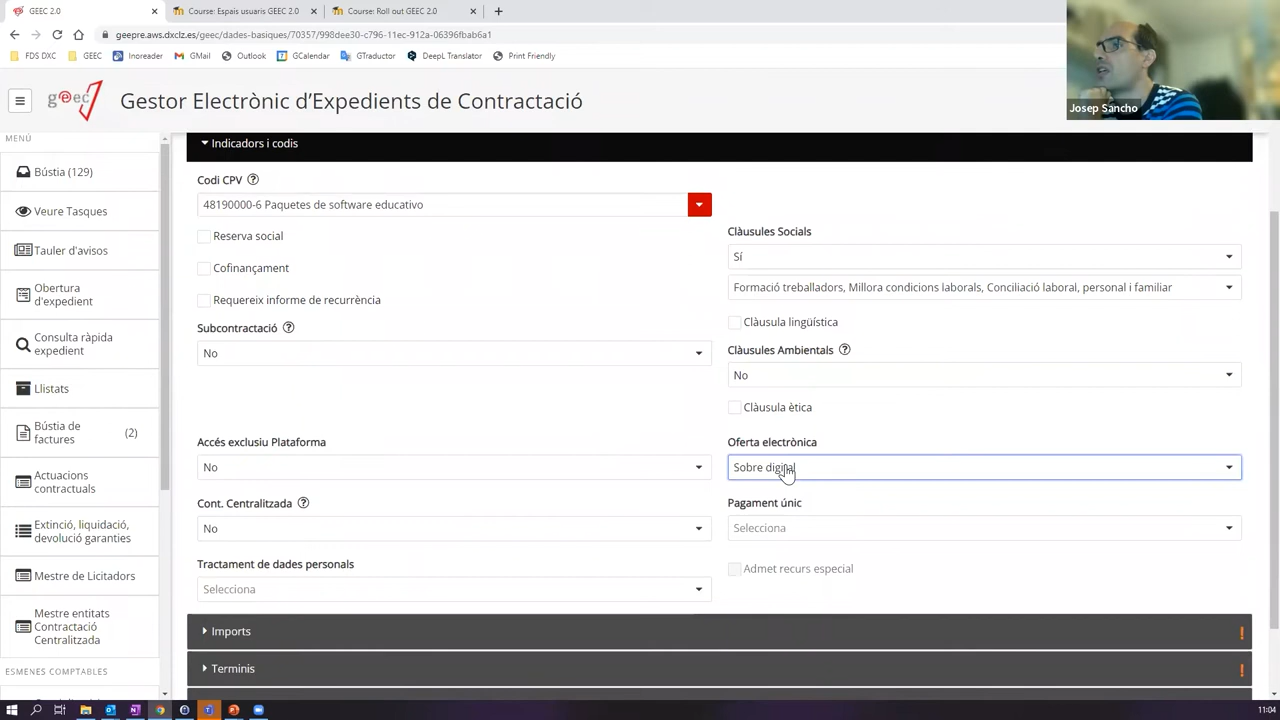 GEEC 2.0
Course: Espais usuaris GEEC 2.0
Course: Roll out GEEC 2.0
geepre.aws.dxclz.es/geec/dades-basiques/70357/998dee30-c796-11ec-912a-06396fbab6a1
FDS DXC
GEEC
Inoreader
GMail
Outlook
GCalendar
GTraductor
DeepL Translator
Print Friendly
Josep Sancho
geec
Gestor Electrònic d'Expedients de Contractació
MENÚ
Bústia (129)
Veure Tasques
Tauler d'avisos
Obertura
d'expedient
Consulta ràpida
expedient
Llistats
Bústia de
factures
(2)
Actuacions
contractuals
Extinció, liquidació,
devolució garanties
Mestre de Licitadors
Mestre entitats
Contractació
Centralitzada
ESMENES COMPTABLES
Indicadors i codis
Codi CPV
48190000-6 Paquetes de software educativo
Reserva social
Cofinançament
Requereix informe de recurrència
Subcontractació
No
Clàusules Socials
Sí
Formació treballadors, Millora condicions laborals, Conciliació laboral, personal i familiar
Clàusula lingüística
Clàusules Ambientals
No
Clàusula ètica
Accés exclusiu Plataforma
No
Oferta electrònica
Sobre digital
Cont. Centralitzada
No
Pagament únic
Selecciona
Tractament de dades personals
Selecciona
Admet recurs especial
Imports
Terminis
11:04